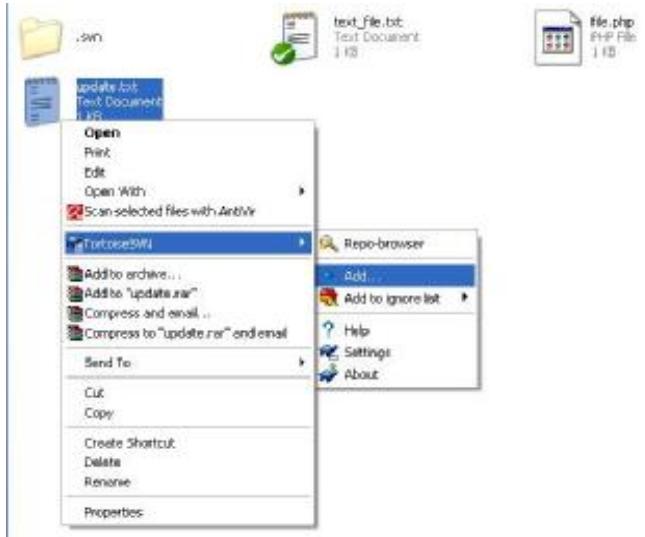 .svn
text_file.txt
Text Document
1 KB
file.php
PHP File
1 KB
update.txt
Text Document
1 KB
Open
Print
Edit
Open With
Scan selected files with AntiVir
TortoiseSVN
Repo-browser
Add...
Add to ignore list
Help
Settings
About
Add to archive...
Add to "update.rar"
Compress and email...
Compress to "update.rar" and email
Send To
Cut
Copy
Create Shortcut
Delete
Rename
Properties